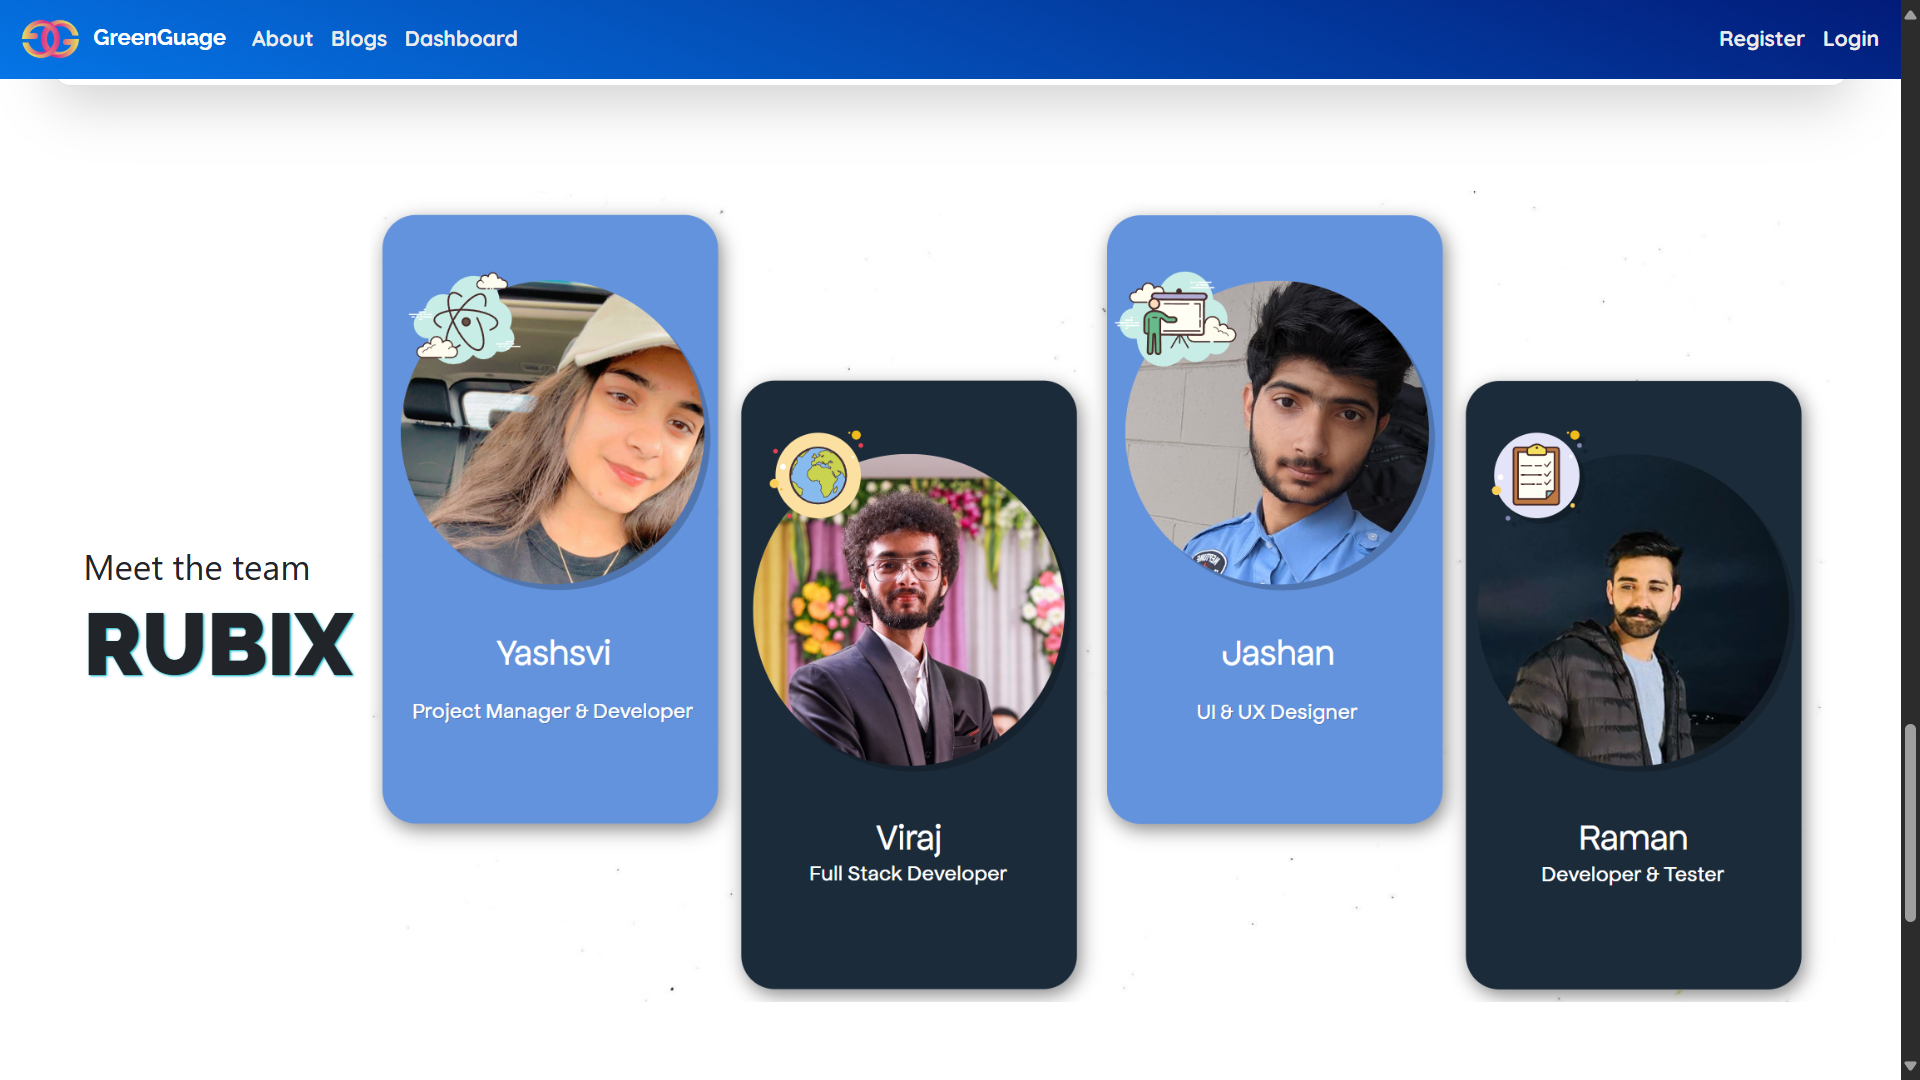 GreenGuage About Blogs Dashboard Register Login
Meet the team
RUBIX
Yashsvi
Project Manager & Developer
Viraj
Full Stack Developer
Jashan
UI & UX Designer
Raman
Developer & Tester